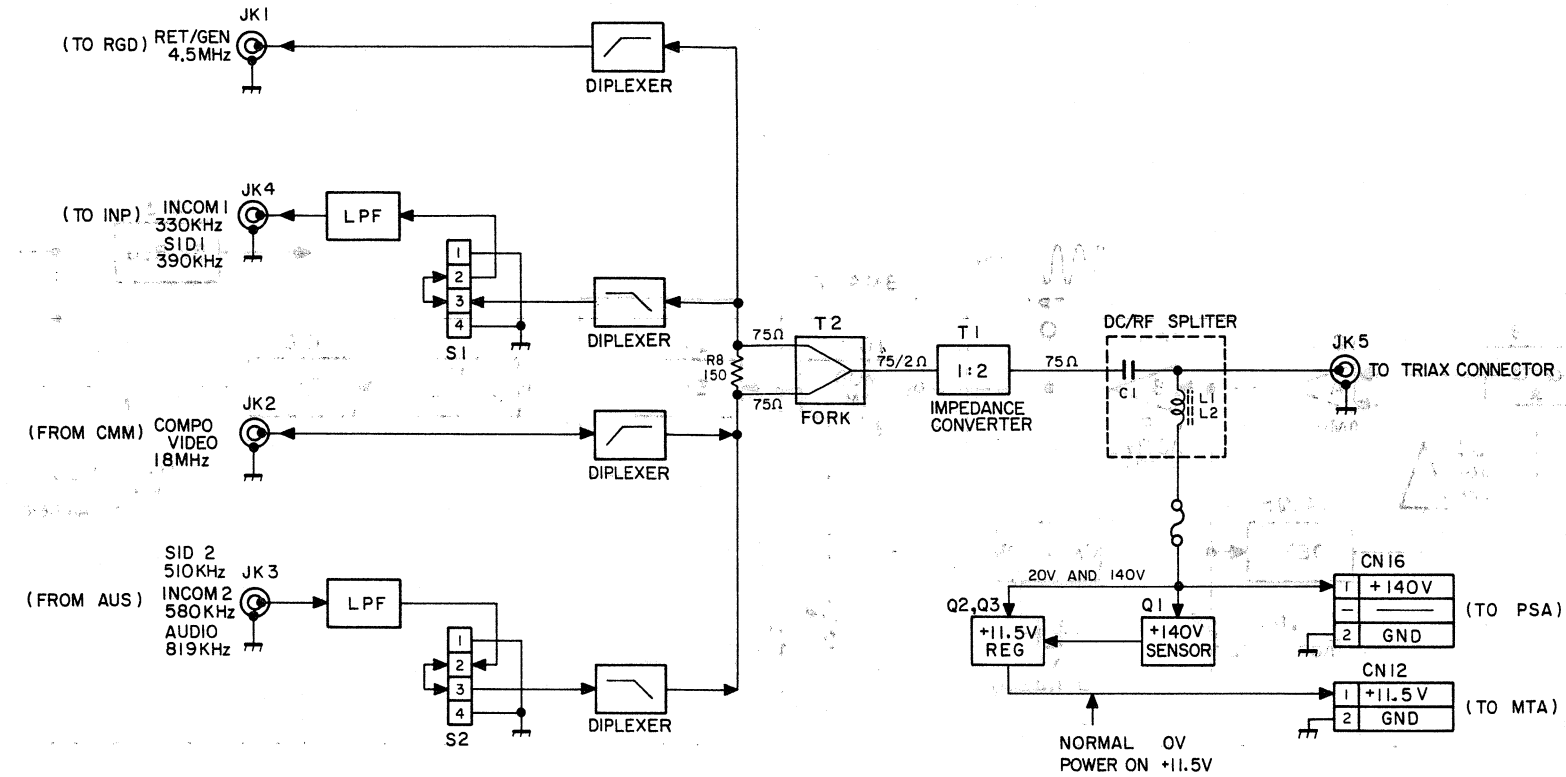 JK1
(TO RGD) RET/GEN
4.5MHz
DIPLEXER
JK4
(TO INP) INCOM1
330KHz
SID1
390KHz
LPF
1
2
3
4
S1
DIPLEXER
JK2
(FROM CMM) COMPO
VIDEO
18MHz
DIPLEXER
SID 2
510KHz
JK3
(FROM AUS) INCOM2
580KHz
AUDIO
819KHz
LPF
1
2
3
4
S2
DIPLEXER
75Ω
R8
150
75Ω
T2
FORK
75/2Ω
T1
1:2
IMPEDANCE
CONVERTER
75Ω
DC/RF SPLITER
C1
L1
L2
JK5
TO TRIAX CONNECTOR
20V AND 140V
Q2,Q3
+11.5V
REG
Q1
+140V
SENSOR
CN16
1 +140V
—
2 GND
(TO PSA)
CN12
1 +11.5V
2 GND
(TO MTA)
NORMAL 0V
POWER ON +11.5V